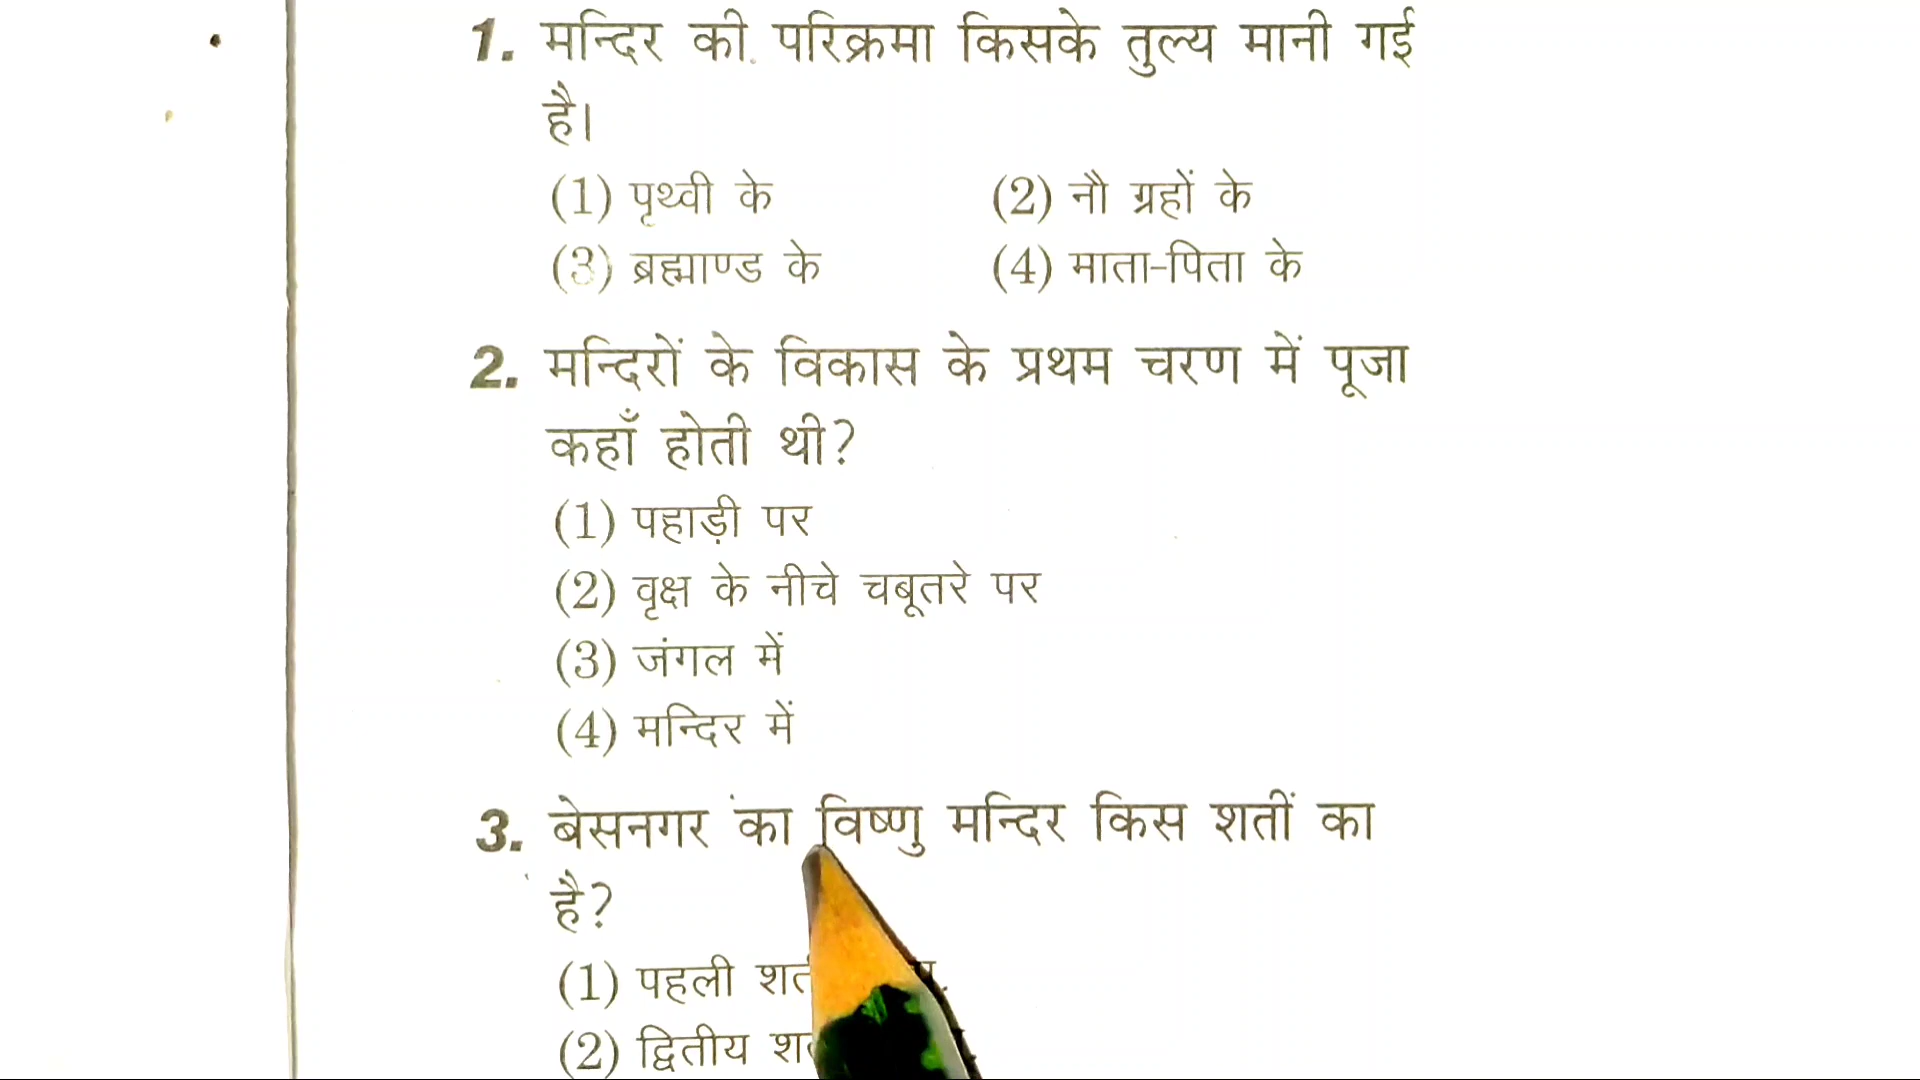 1. मन्दिर की परिक्रमा किसके तुल्य मानी गई
है।
(1) पृथ्वी के (2) नौ ग्रहों के
(3) ब्रह्माण्ड के (4) माता-पिता के
2. मन्दिरों के विकास के प्रथम चरण में पूजा
कहाँ होती थी?
(1) पहाड़ी पर
(2) वृक्ष के नीचे चबूतरे पर
(3) जंगल में
(4) मन्दिर में
3. बेसनगर का विष्णु मन्दिर किस शतीं का
है?
(1) पहली
(2) द्वितीय